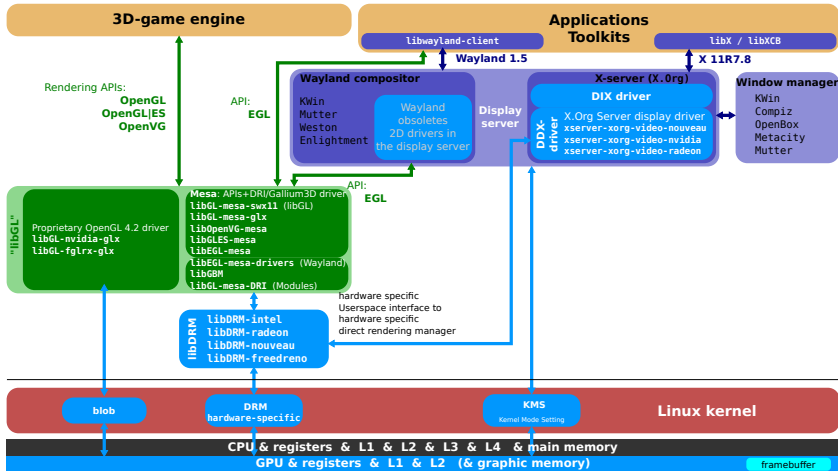 3D-game engine
Applications
Toolkits
libwayland-client
libX / libXCB
Wayland 1.5
X 11R7.8
Rendering APIs:
OpenGL
OpenGL|ES
OpenVG
API:
EGL
Wayland compositor
KWin
Mutter
Weston
Enlightment
Wayland
obsoletes
2D drivers in
the display server
Display
server
X-server (X.Org)
DIX driver
DDX-
driver
X.Org Server display driver
xserver-xorg-video-nouveau
xserver-xorg-video-nvidia
xserver-xorg-video-radeon
Window manager
KWin
Compiz
OpenBox
Metacity
Mutter
API:
EGL
"libGL"
Proprietary OpenGL 4.2 driver
libGL-nvidia-glx
libGL-fglrx-glx
Mesa: APIs+DRI/Gallium3D driver
libGL-mesa-swx11 (libGL)
libGL-mesa-glx
libOpenVG-mesa
libGLES-mesa
libEGL-mesa
libEGL-mesa-drivers (Wayland)
libGBM
libGL-mesa-DRI (Modules)
libDRM
libDRM-intel
libDRM-radeon
libDRM-nouveau
libDRM-freedreno
hardware specific
Userspace interface to
hardware specific
direct rendering manager
blob
DRM
hardware-specific
KMS
Kernel Mode Setting
Linux kernel
CPU & registers & L1 & L2 & L3 & L4 & main memory
GPU & registers & L1 & L2 (& graphic memory)
framebuffer